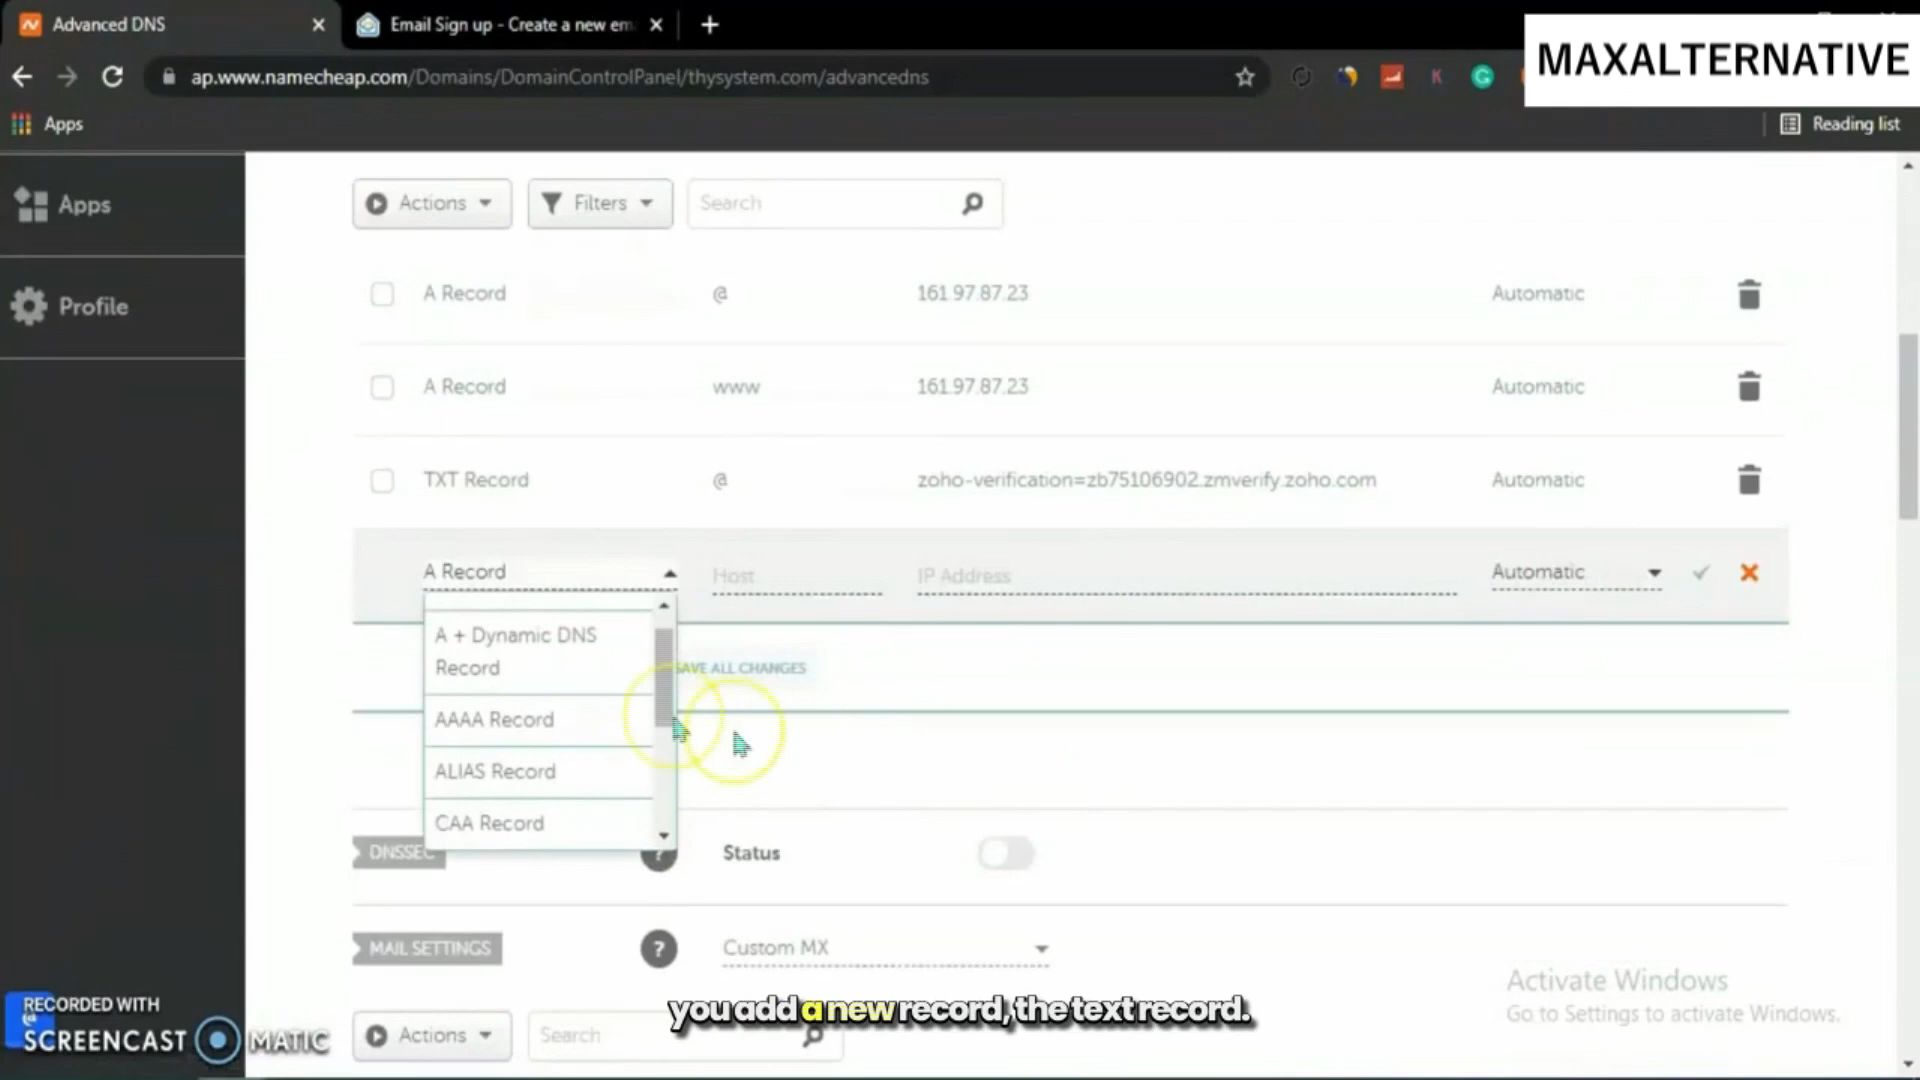 Advanced DNS
Email Sign up - Create a new em
MAXALTERNATIVE
ap.www.namecheap.com/Domains/DomainControlPanel/thysystem.com/advanceddns
Apps
Reading list
Apps
Profile
Actions
Filters
Search
A Record @ 161.97.87.23 Automatic
A Record www 161.97.87.23 Automatic
TXT Record @ zoho-verification=zb75106902.zmverify.zoho.com Automatic
A Record Host IP Address Automatic
A + Dynamic DNS
Record
SAVE ALL CHANGES
AAAA Record
ALIAS Record
CAA Record
DNSSEC ? Status
MAIL SETTINGS ? Custom MX
Activate Windows
Go to Settings to activate Windows.
you add a new record, the text record.
RECORDED WITH
SCREENCAST MATIC
Actions
Search